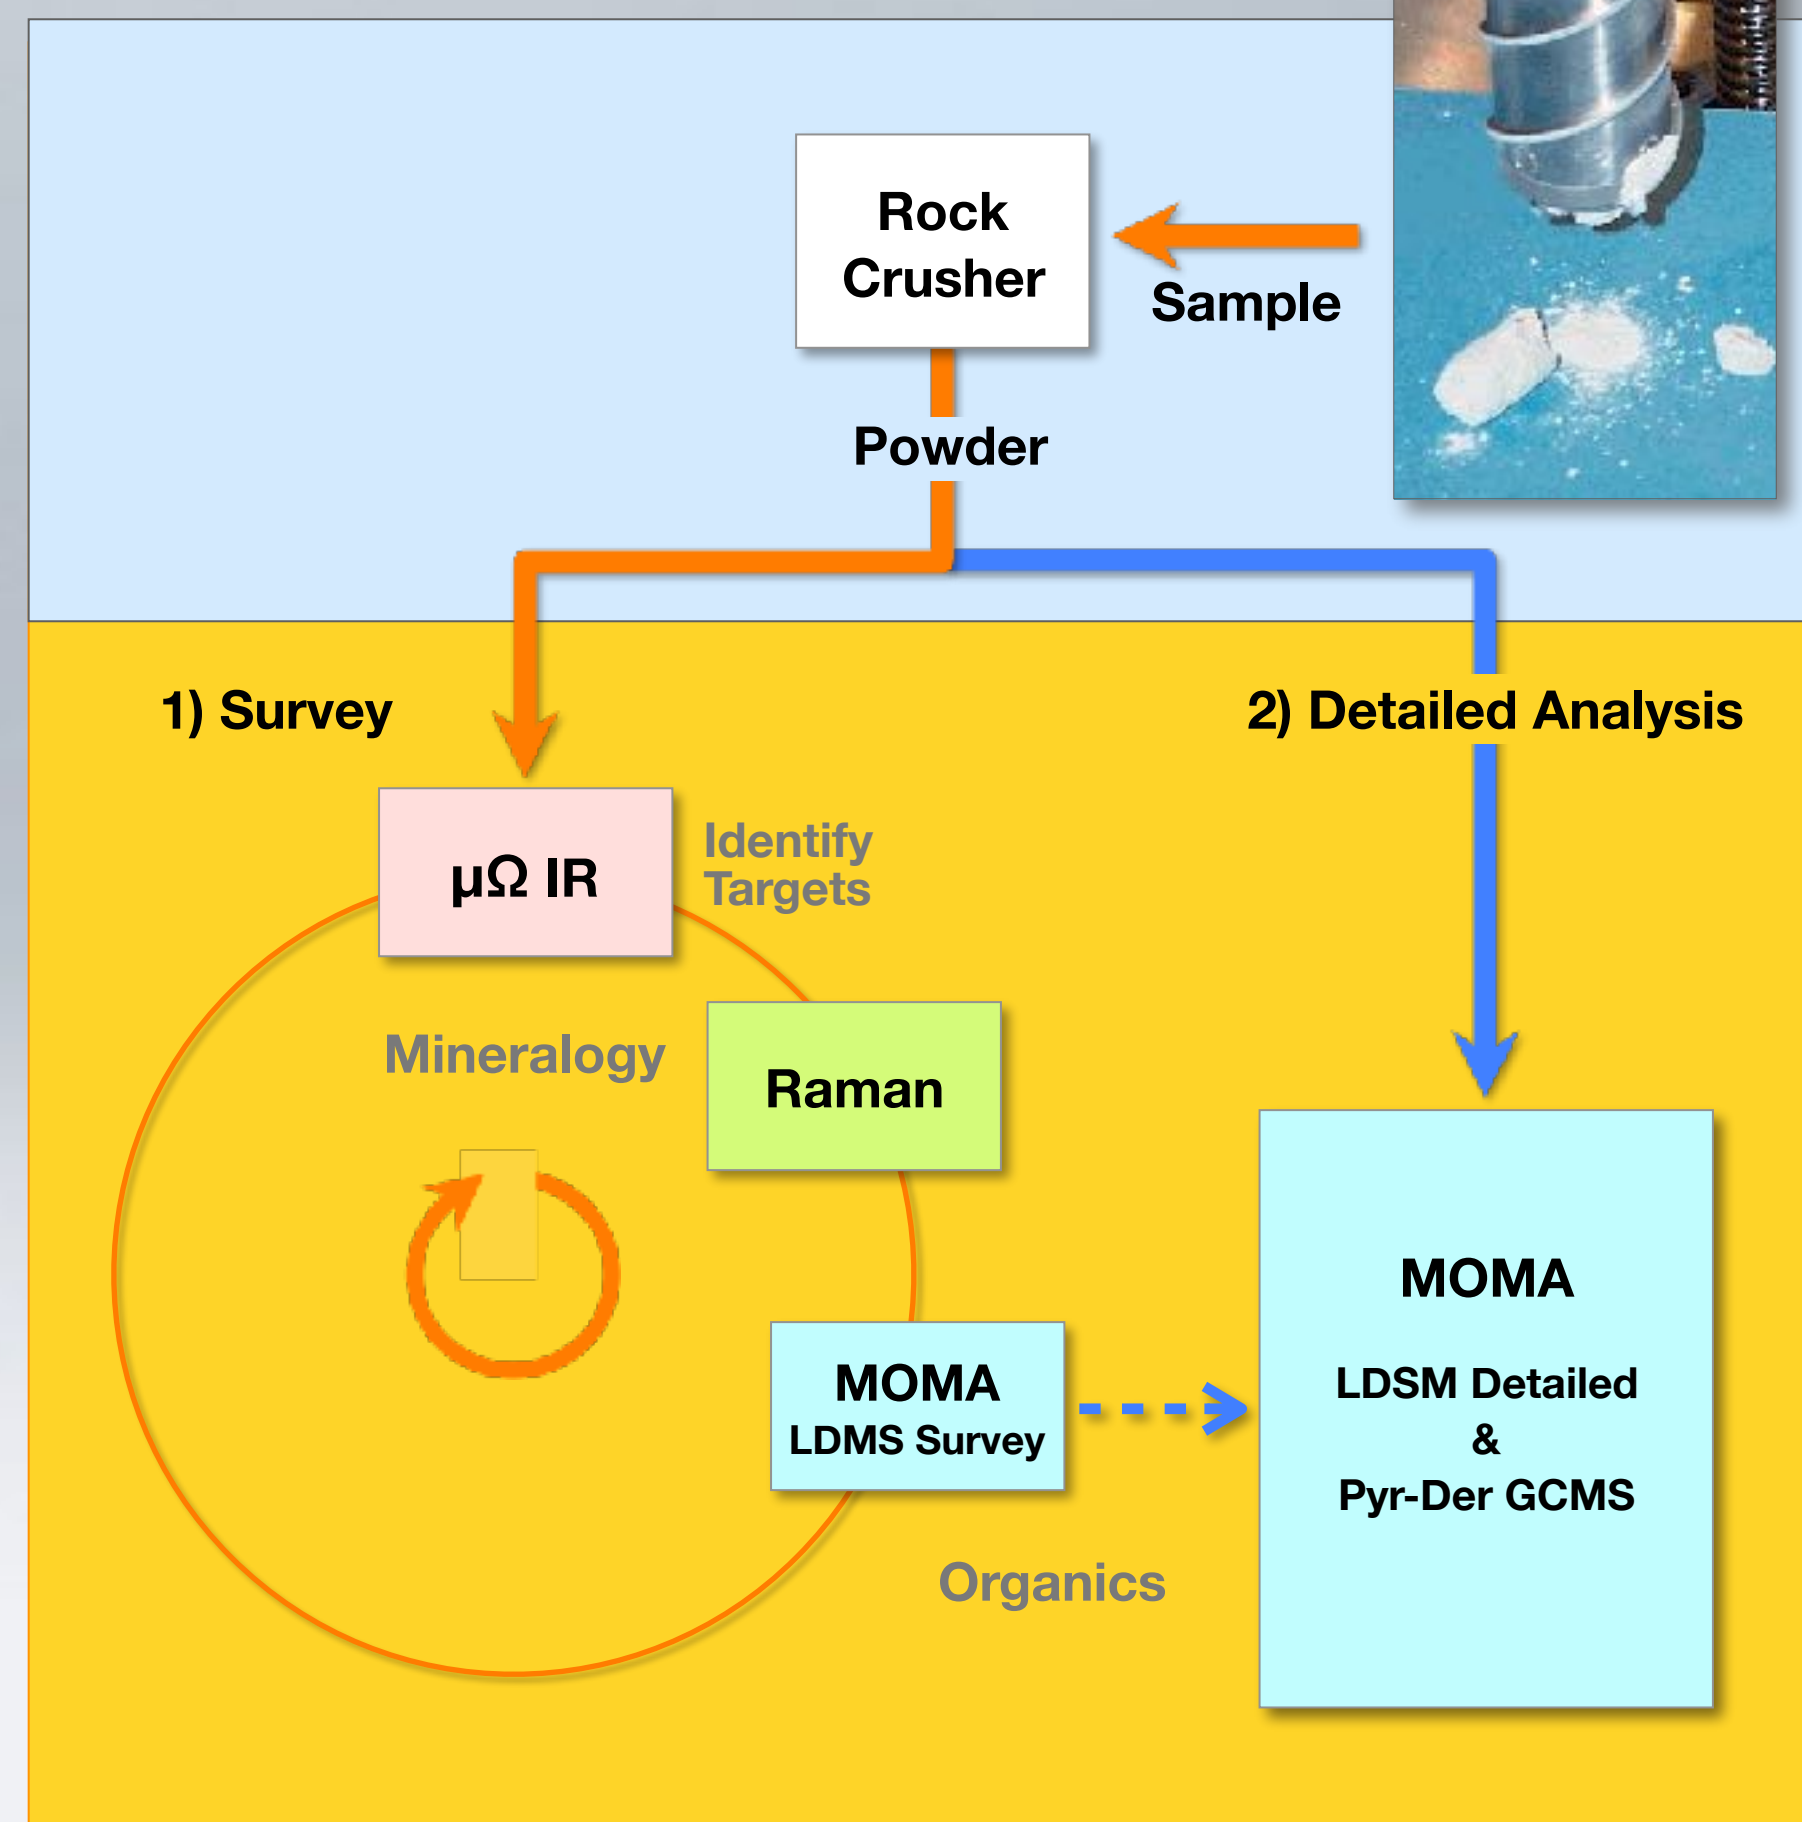 Rock
Crusher
Sample
Powder
1) Survey
2) Detailed Analysis
µΩ IR
Identify
Targets
Mineralogy
Raman
MOMA
LDMS Survey
MOMA
LDSM Detailed
&
Pyr-Der GCMS
Organics